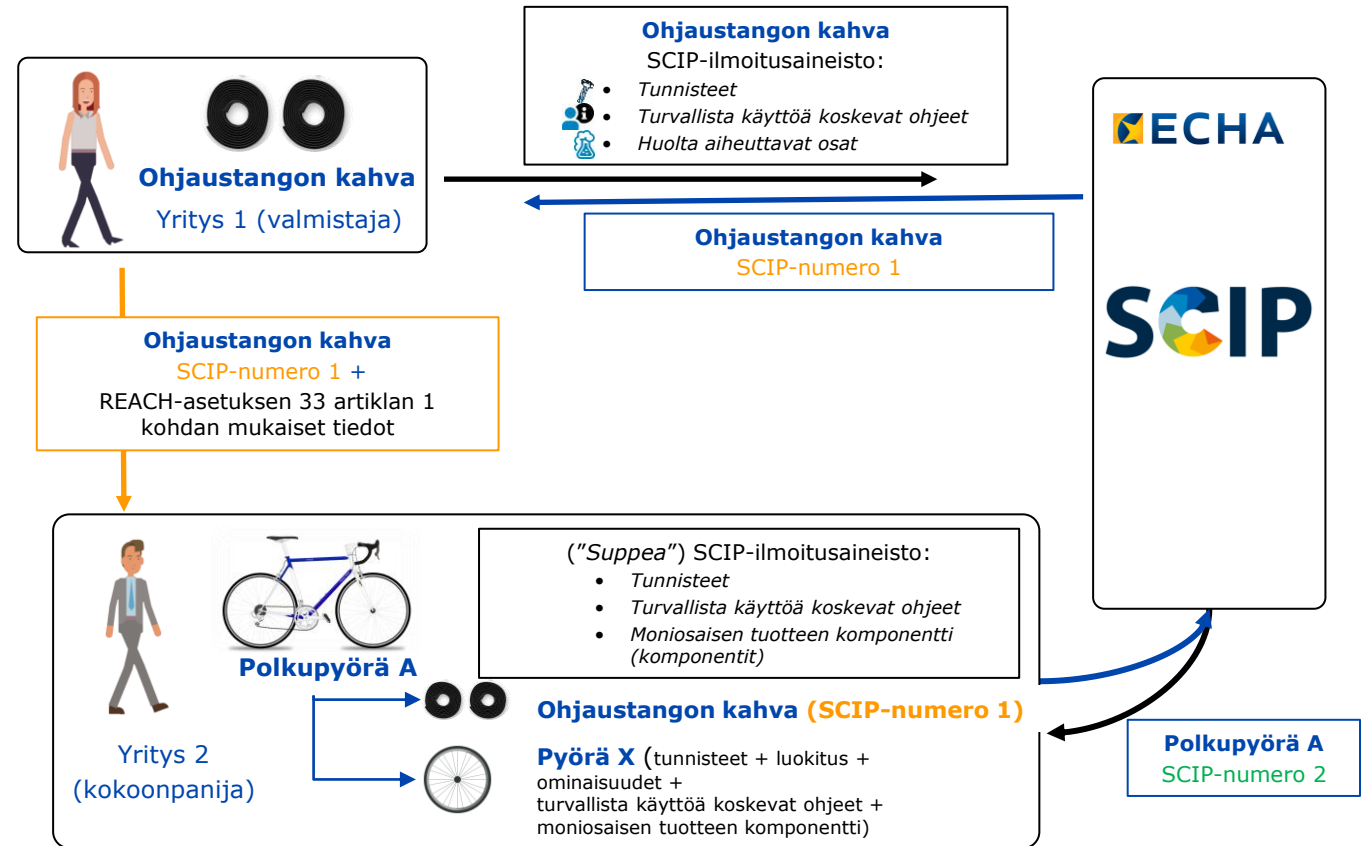 Ohjaustangon kahva
SCIP-ilmoitusaineisto:
• Tunnisteet
• Turvallista käyttöä koskevat ohjeet
• Huolta aiheuttavat osat
Ohjaustangon kahva
Yritys 1 (valmistaja)
ECHA
Ohjaustangon kahva
SCIP-numero 1
SCIP
Ohjaustangon kahva
SCIP-numero 1 +
REACH-asetuksen 33 artiklan 1
kohdan mukaiset tiedot
("Suppea") SCIP-ilmoitusaineisto:
• Tunnisteet
• Turvallista käyttöä koskevat ohjeet
• Moniosaisen tuotteen komponentti
(komponentit)
Polkupyörä A
Ohjaustangon kahva (SCIP-numero 1)
Yritys 2
(kokoonpanija)
Pyörä X (tunnisteet + luokitus +
ominaisuudet +
turvallista käyttöä koskevat ohjeet +
moniosaisen tuotteen komponentti)
Polkupyörä A
SCIP-numero 2